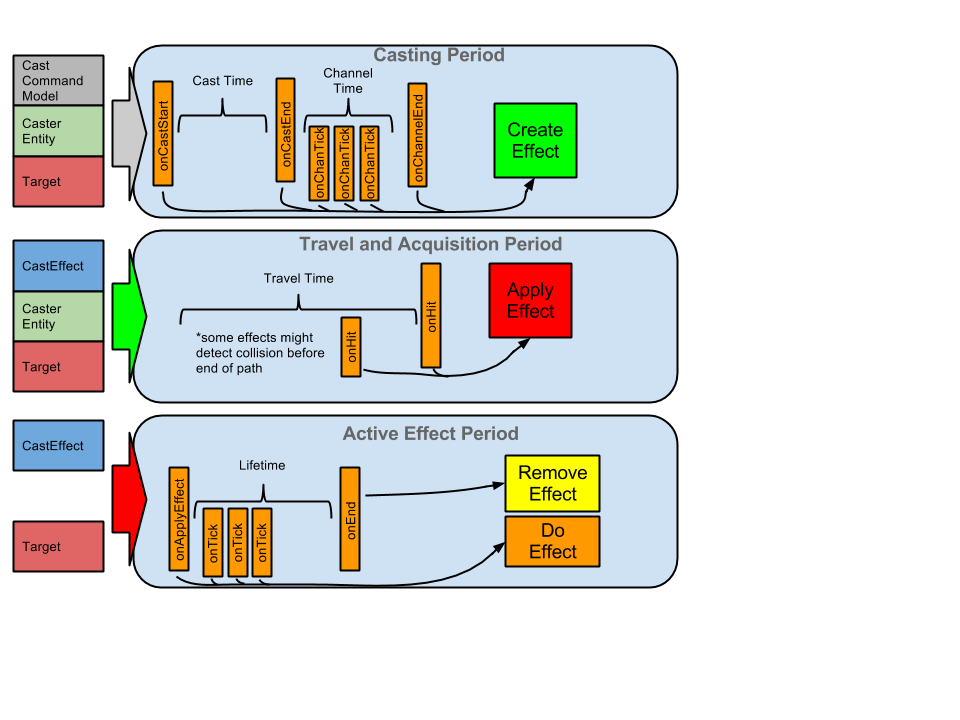 Casting Period
Cast
Command
Model
Caster
Entity
Target
onCastStart
Cast Time
onCastEnd
Channel
Time
onChanTick
onChanTick
onChanTick
onChannelEnd
Create
Effect
Travel and Acquisition Period
CastEffect
Caster
Entity
Target
Travel Time
*some effects might
detect collision before
end of path
onHit
onHit
Apply
Effect
Active Effect Period
CastEffect
Target
onApplyEffect
Lifetime
onTick
onTick
onTick
onEnd
Remove
Effect
Do
Effect